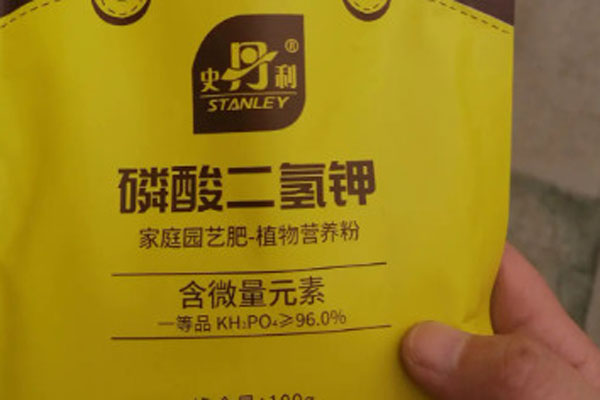 史丹利®
STANLEY
磷酸二氢钾
家庭园艺肥-植物营养粉
含微量元素
一等品 KH₂PO₄≥96.0%